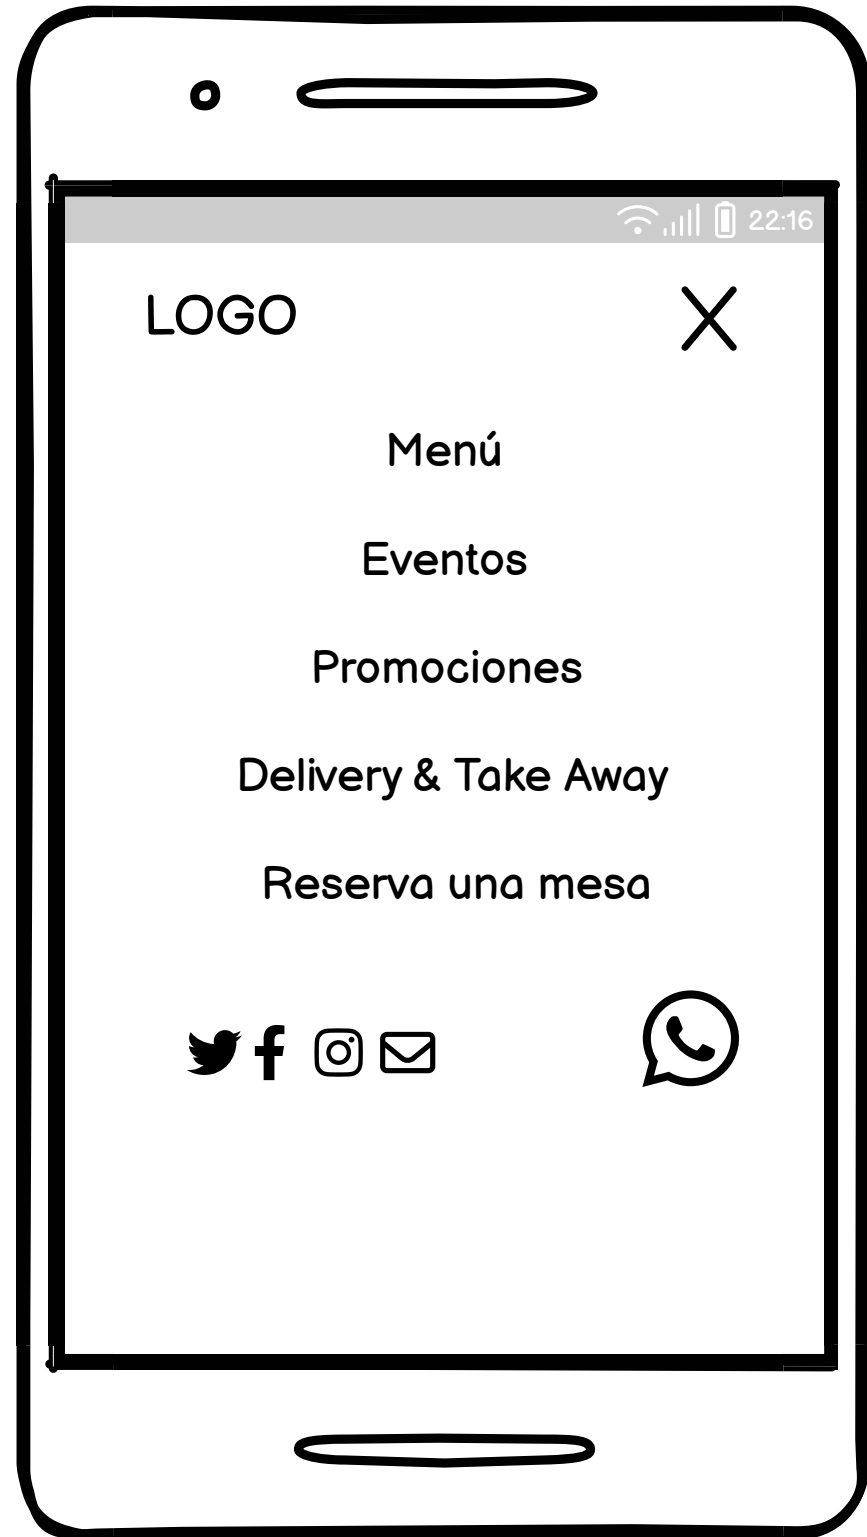 22:16
LOGO
Menú
Eventos
Promociones
Delivery & Take Away
Reserva una mesa